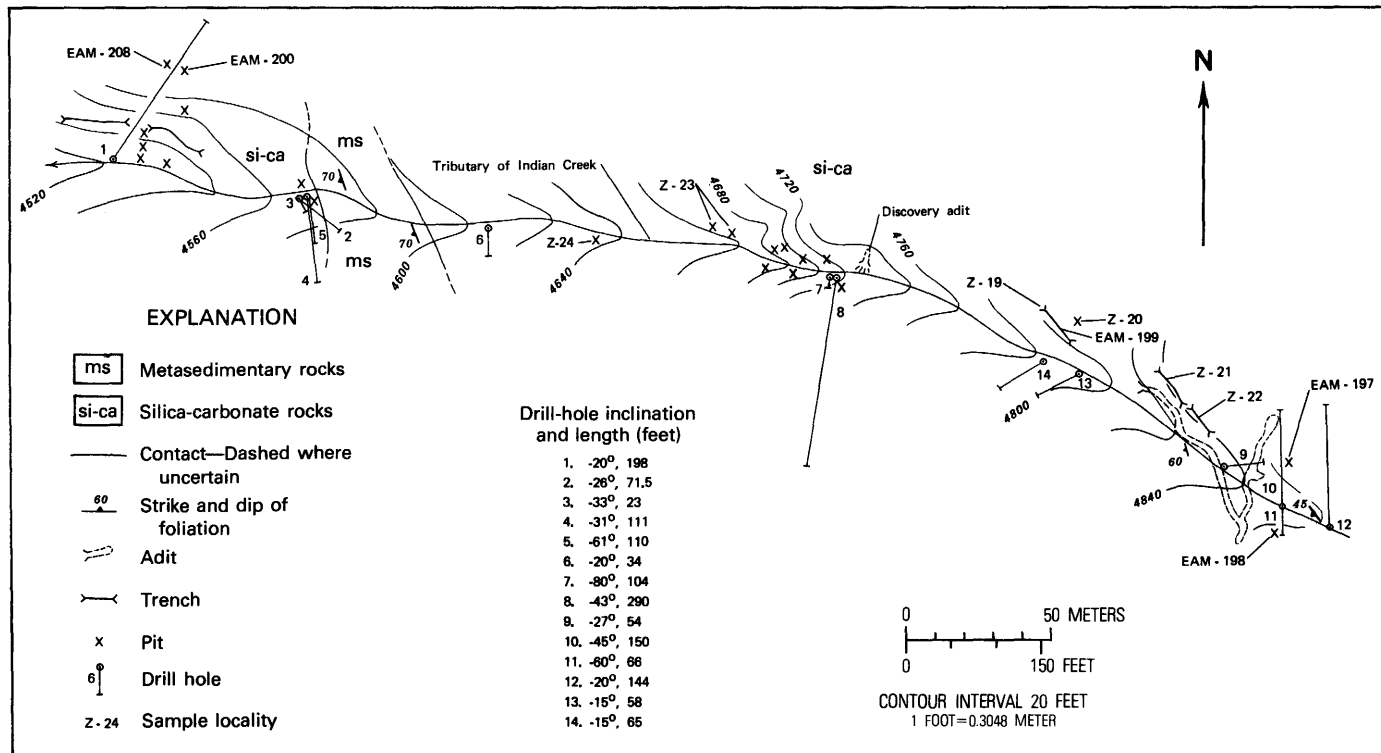 EAM - 208
EAM - 200
N
ms
si-ca
1
70
Tributary of Indian Creek
si-ca
4720
4680
Z-23
4520
3
2
5
4
ms
4560
70
4600
6
Z-24
4640
Discovery adit
4760
7
8
Z-19
Z-20
EAM-199
14
13
4800
Z-21
Z-22
EAM-197
60
9
10
4840
11
45
12
EAM - 198
EXPLANATION
ms Metasedimentary rocks
si-ca Silica-carbonate rocks
Contact—Dashed where
uncertain
60 Strike and dip of
foliation
Adit
Trench
x Pit
6 Drill hole
Z-24 Sample locality
Drill-hole inclination
and length (feet)
1. -20°, 198
2. -26°, 71.5
3. -33°, 23
4. -31°, 111
5. -61°, 110
6. -20°, 34
7. -80°, 104
8. -43°, 290
9. -27°, 54
10. -45°, 150
11. -60°, 66
12. -20°, 144
13. -15°, 58
14. -15°, 65
0 50 METERS
0 150 FEET
CONTOUR INTERVAL 20 FEET
1 FOOT=0.3048 METER